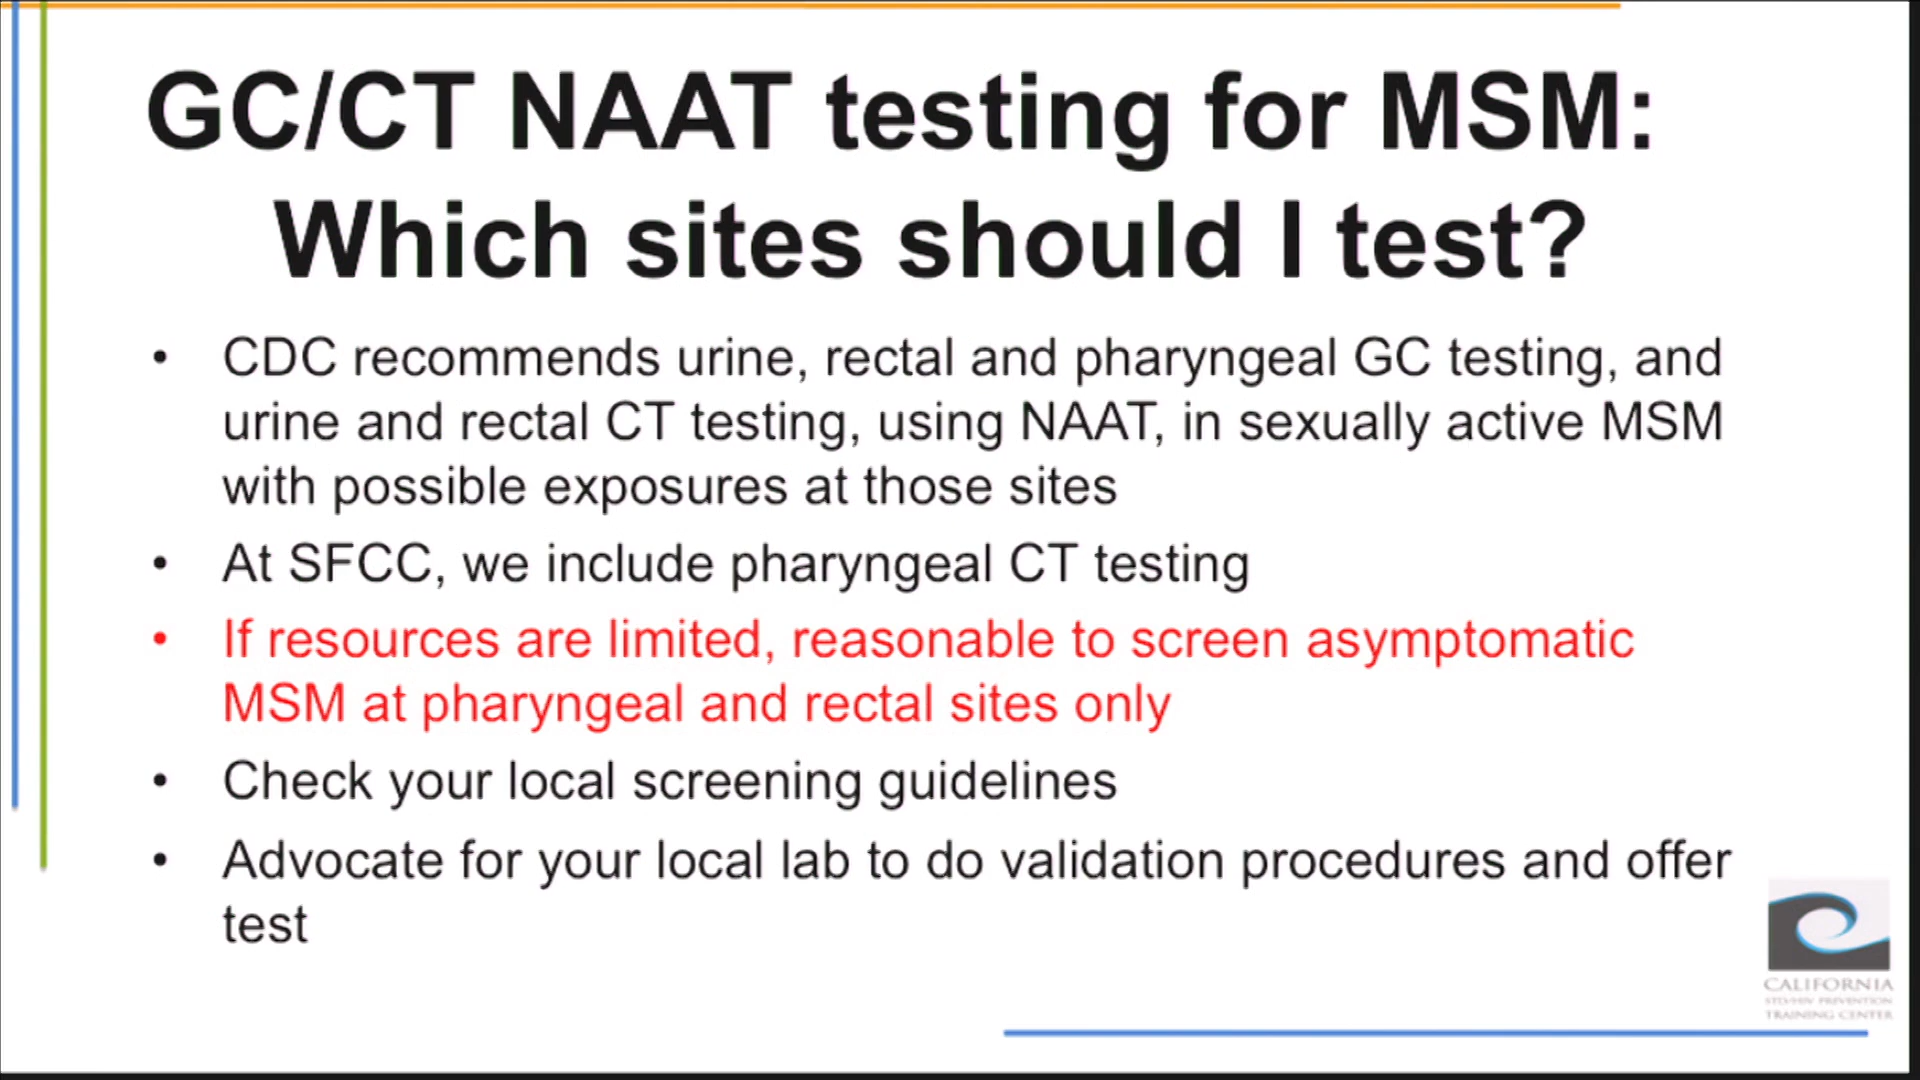 GC/CT NAAT testing for MSM:
Which sites should I test?
• CDC recommends urine, rectal and pharyngeal GC testing, and
urine and rectal CT testing, using NAAT, in sexually active MSM
with possible exposures at those sites
• At SFCC, we include pharyngeal CT testing
• If resources are limited, reasonable to screen asymptomatic
MSM at pharyngeal and rectal sites only
• Check your local screening guidelines
• Advocate for your local lab to do validation procedures and offer
test
CALIFORNIA
STD/HIV PREVENTION
TRAINING CENTER